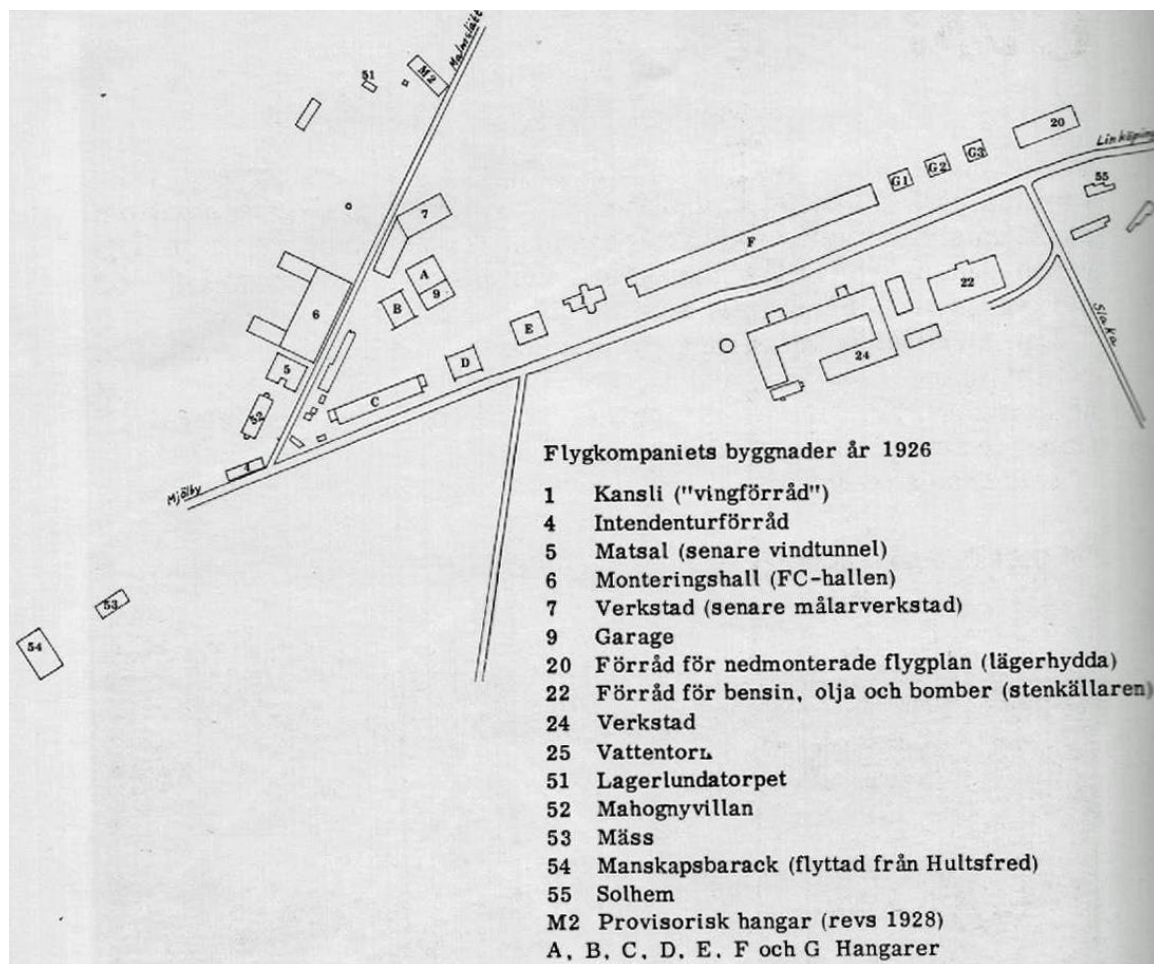 Malmslätt
51
M2
20
Linköping
G1
G2
G3
55
7
F
A
9
B
6
22
1
E
Slaka
D
24
5
C
52
4
Mjölby
53
54
Flygkompaniets byggnader år 1926
1 Kansli ("vingförråd")
4 Intendenturförråd
5 Matsal (senare vindtunnel)
6 Monteringshall (FC-hallen)
7 Verkstad (senare målarverkstad)
9 Garage
20 Förråd för nedmonterade flygplan (lägerhydda)
22 Förråd för bensin, olja och bomber (stenkällaren)
24 Verkstad
25 Vattentorn
51 Lagerlundatorpet
52 Mahognyvillan
53 Mäss
54 Manskapsbarack (flyttad från Hultsfred)
55 Solhem
M2 Provisorisk hangar (revs 1928)
A, B, C, D, E, F och G Hangarer